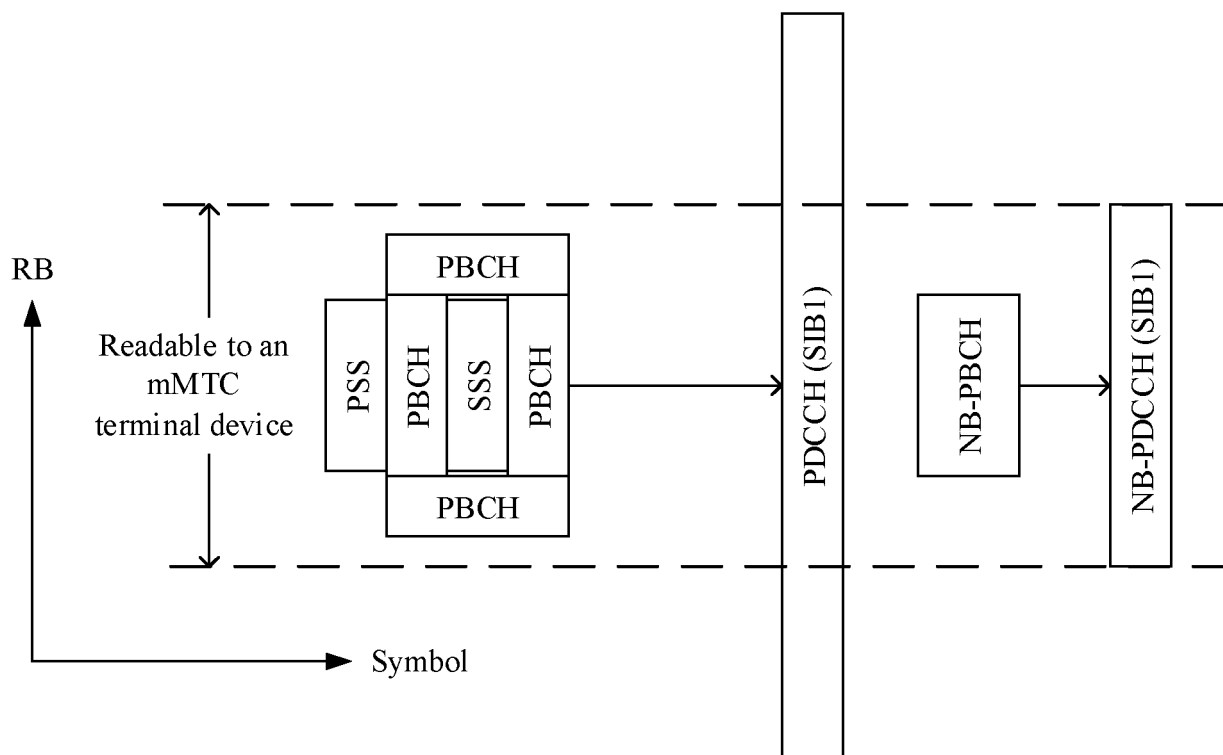 RB
Readable to an
mMTC
terminal device
PSS
PBCH
PBCH
SSS
PBCH
PBCH
PDCCH (SIB1)
NB-PBCH
NB-PDCCH (SIB1)
Symbol